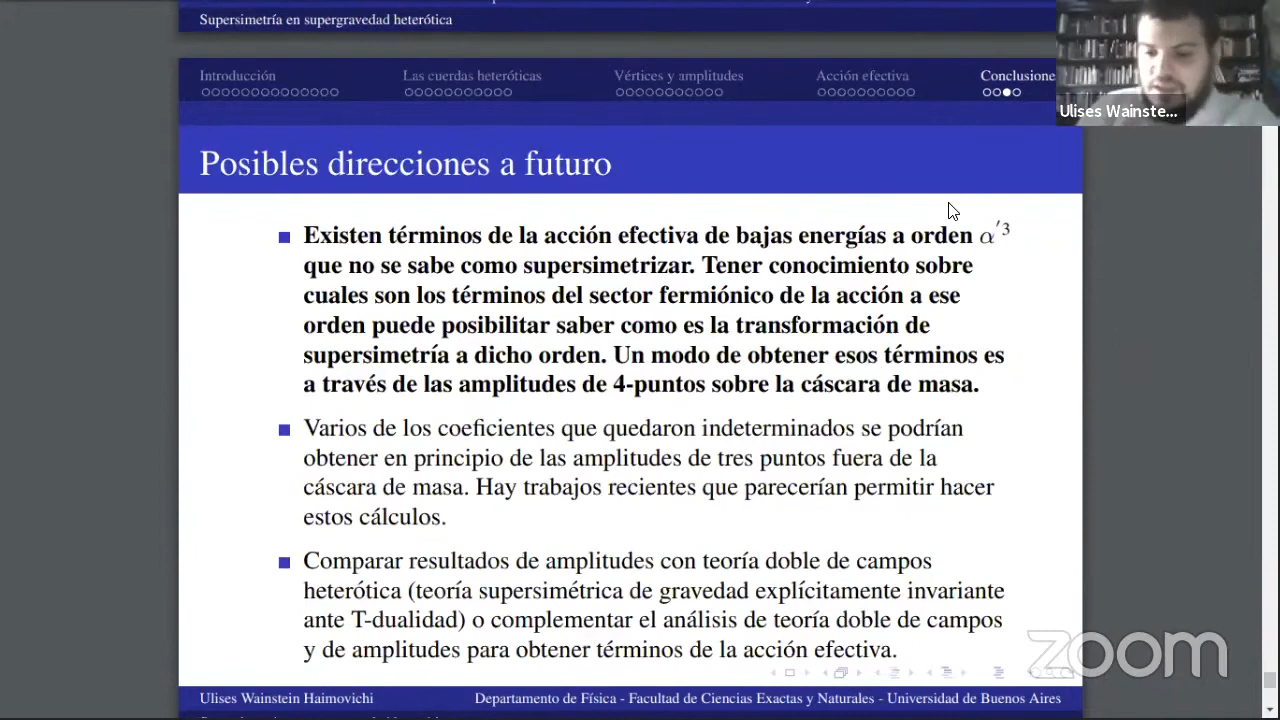 Supersimetría en supergravedad heterótica
Introducción Las cuerdas heteróticas Vértices y amplitudes Acción efectiva Conclusione
Ulises Wainste...
Posibles direcciones a futuro
Existen términos de la acción efectiva de bajas energías a orden α′3
que no se sabe como supersimetrizar. Tener conocimiento sobre
cuales son los términos del sector fermiónico de la acción a ese
orden puede posibilitar saber como es la transformación de
supersimetría a dicho orden. Un modo de obtener esos términos es
a través de las amplitudes de 4-puntos sobre la cáscara de masa.
Varios de los coeficientes que quedaron indeterminados se podrían
obtener en principio de las amplitudes de tres puntos fuera de la
cáscara de masa. Hay trabajos recientes que parecerían permitir hacer
estos cálculos.
Comparar resultados de amplitudes con teoría doble de campos
heterótica (teoría supersimétrica de gravedad explícitamente invariante
ante T-dualidad) o complementar el análisis de teoría doble de campos
y de amplitudes para obtener términos de la acción efectiva.
zoom
Ulises Wainstein Haimovichi Departamento de Física - Facultad de Ciencias Exactas y Naturales - Universidad de Buenos Aires